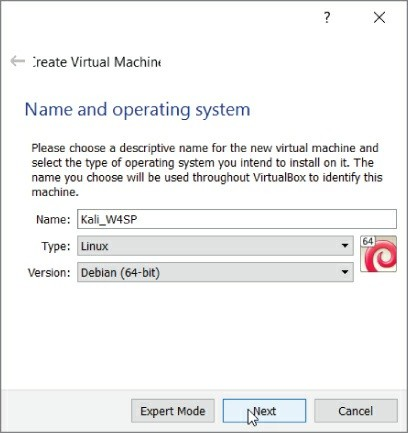 ?
Create Virtual Machine
Name and operating system
Please choose a descriptive name for the new virtual machine and
select the type of operating system you intend to install on it. The
name you choose will be used throughout VirtualBox to identify this
machine.
Name: Kali_W4SP
Type: Linux
64
Version: Debian (64-bit)
Expert Mode Next Cancel